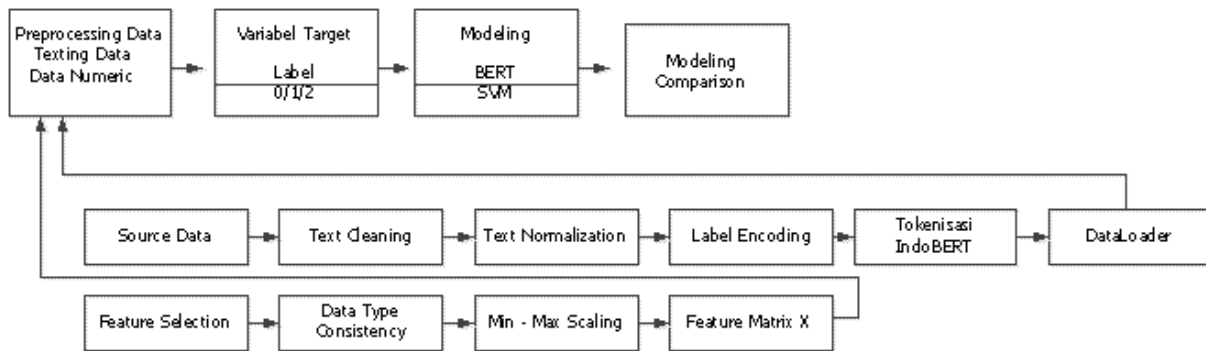 Preprocessing Data
Texting Data
Data Numeric
Variabel Target
Label
0/1/2
Modeling
BERT
SVM
Modeling
Comparison
Source Data
Text Cleaning
Text Normalization
Label Encoding
Tokenisasi
IndoBERT
DataLoader
Feature Selection
Data Type
Consistency
Min - Max Scaling
Feature Matrix X